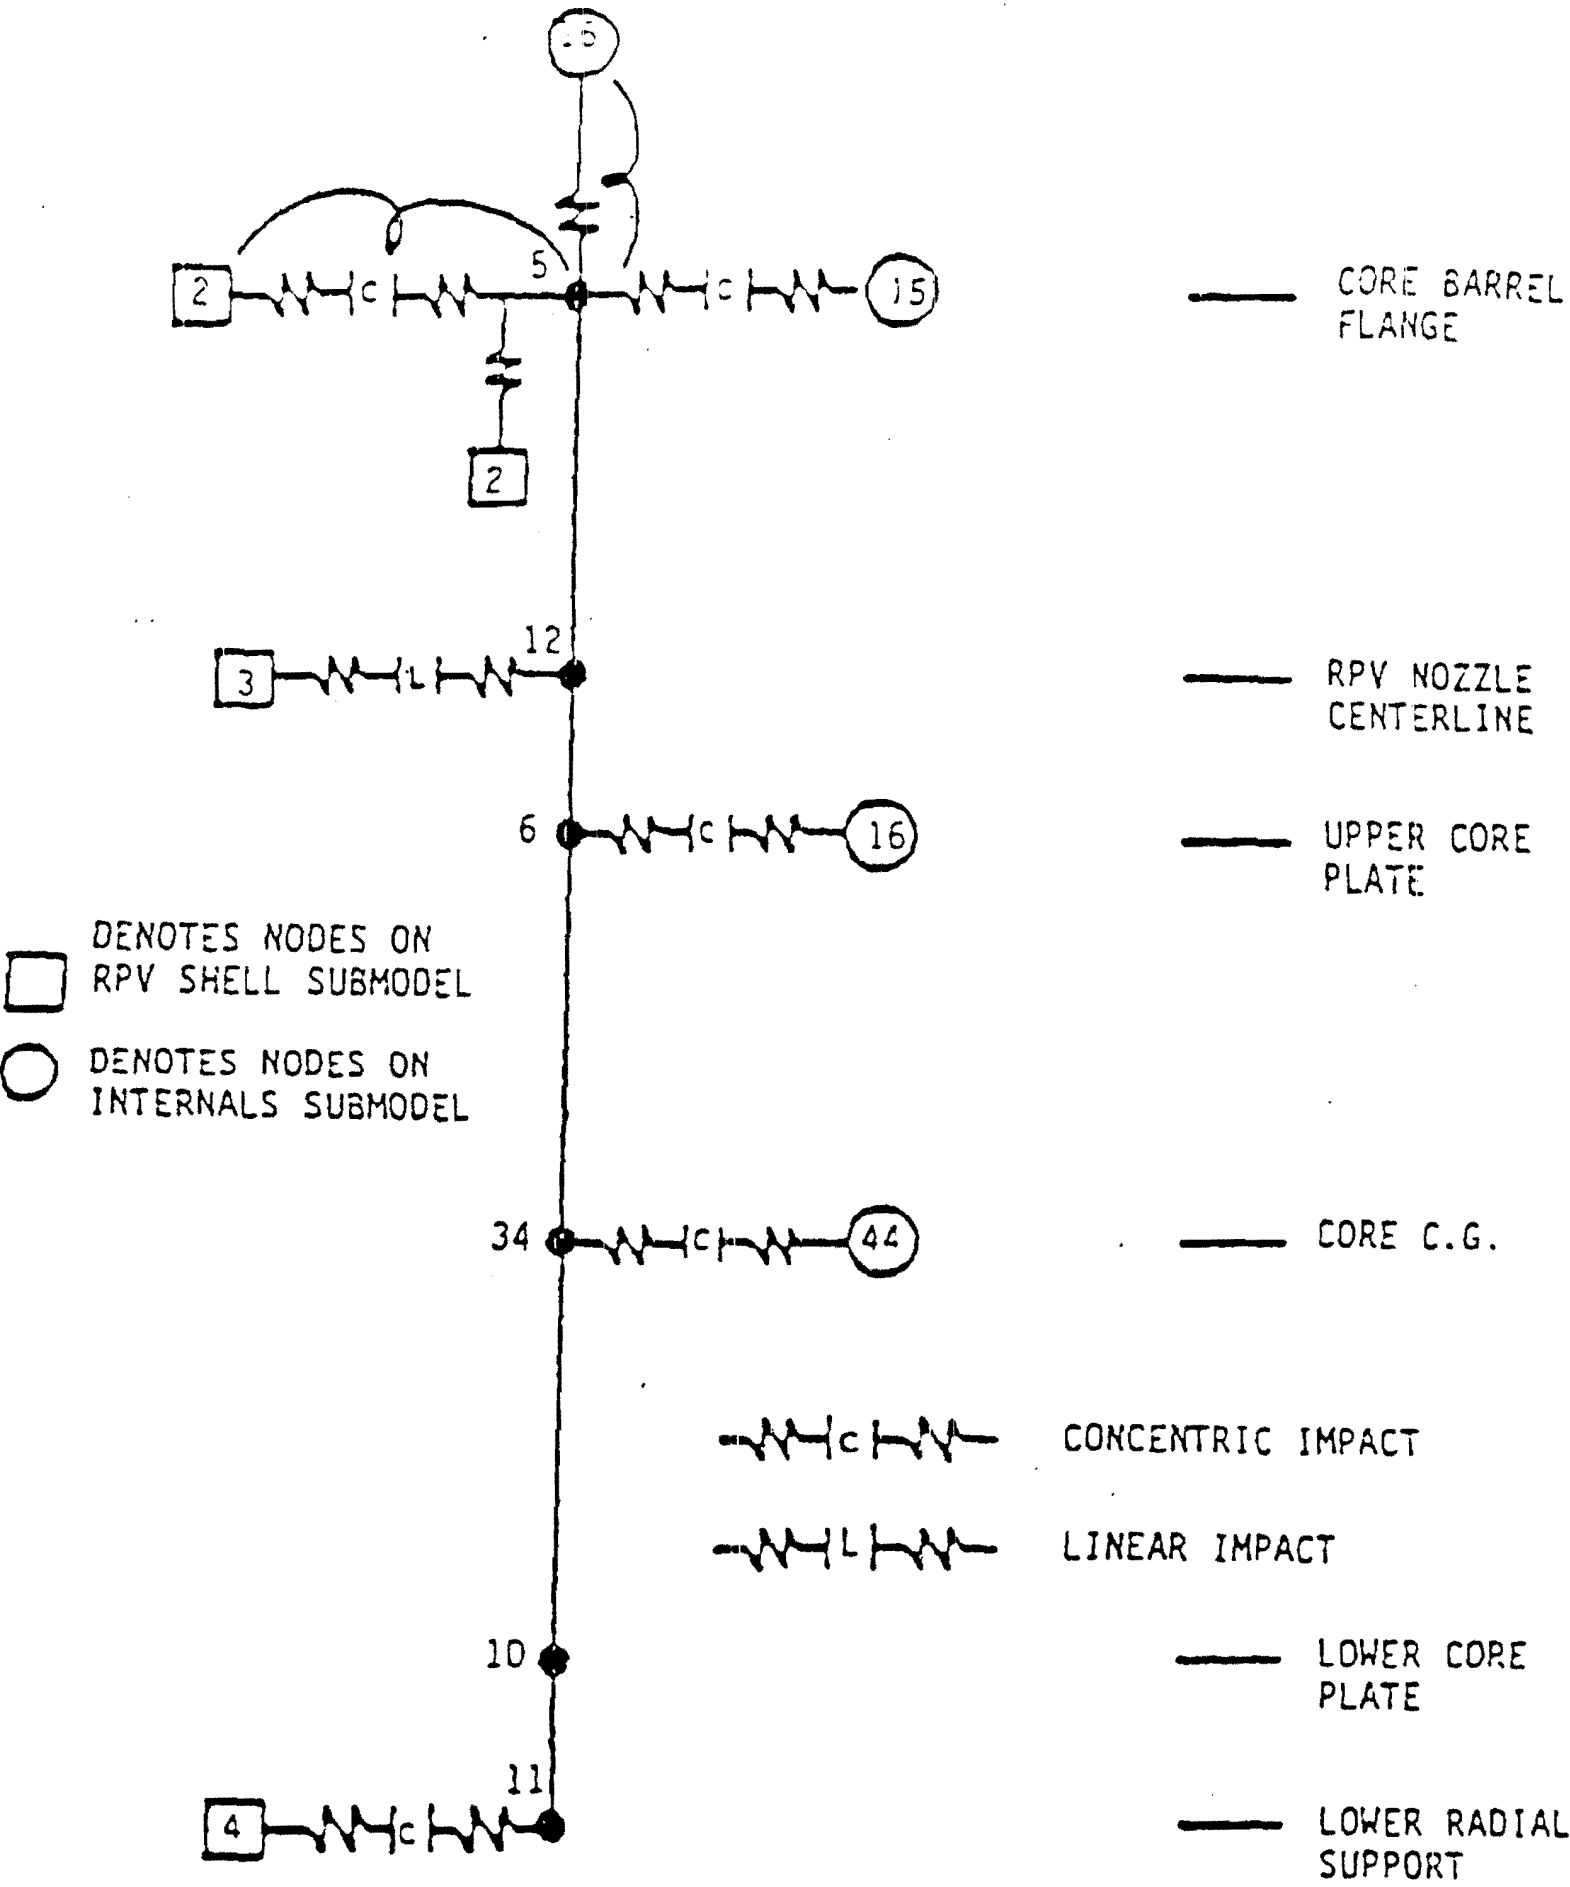 5
2
C
C
15
CORE BARREL
FLANGE
2
12
3
L
RPV NOZZLE
CENTERLINE
6
C
16
UPPER CORE
PLATE
DENOTES NODES ON
RPV SHELL SUBMODEL
DENOTES NODES ON
INTERNALS SUBMODEL
34
C
44
CORE C.G.
C
CONCENTRIC IMPACT
L
LINEAR IMPACT
10
LOWER CORE
PLATE
11
4
C
LOWER RADIAL
SUPPORT